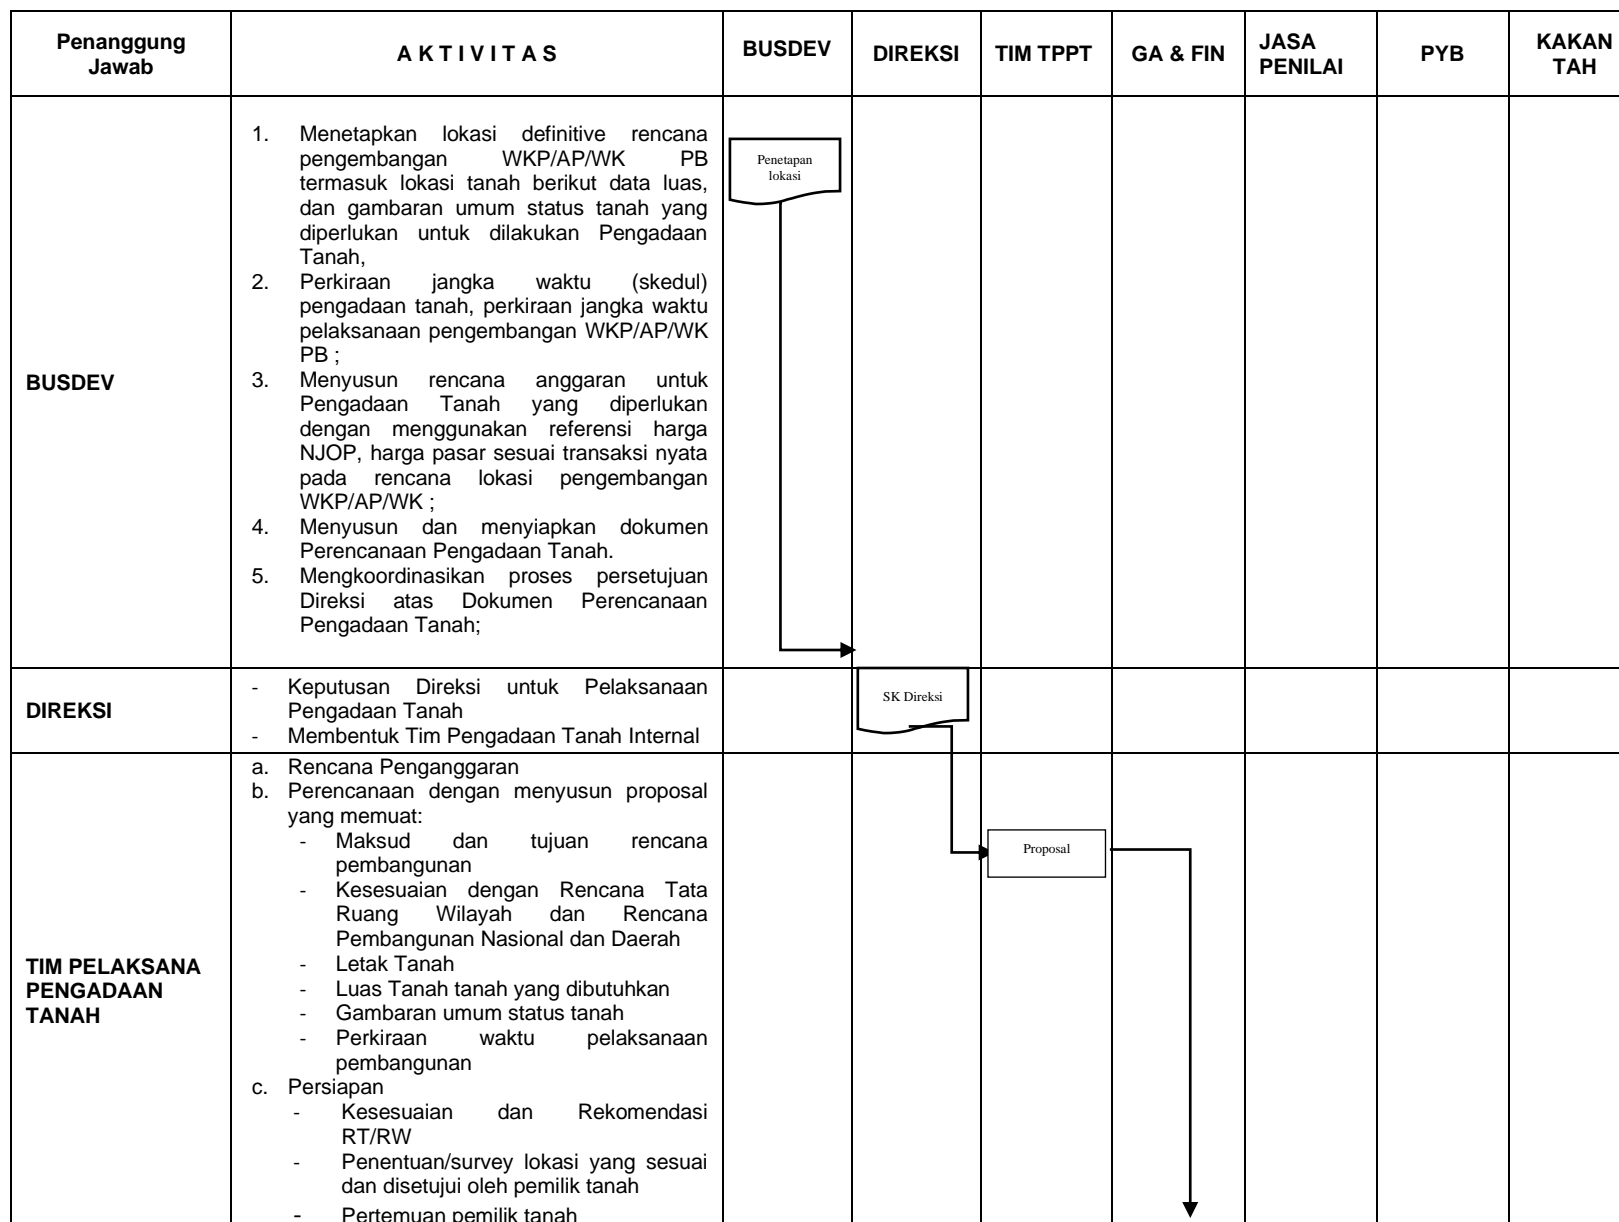 Penanggung
Jawab
A K T I V I T A S
BUSDEV
DIREKSI
TIM TPPT
GA & FIN
JASA
PENILAI
PYB
KAKAN
TAH
BUSDEV
1. Menetapkan lokasi definitive rencana
pengembangan WKP/AP/WK PB
termasuk lokasi tanah berikut data luas,
dan gambaran umum status tanah yang
diperlukan untuk dilakukan Pengadaan
Tanah,
2. Perkiraan jangka waktu (skedul)
pengadaan tanah, perkiraan jangka waktu
pelaksanaan pengembangan WKP/AP/WK
PB ;
3. Menyusun rencana anggaran untuk
Pengadaan Tanah yang diperlukan
dengan menggunakan referensi harga
NJOP, harga pasar sesuai transaksi nyata
pada rencana lokasi pengembangan
WKP/AP/WK ;
4. Menyusun dan menyiapkan dokumen
Perencanaan Pengadaan Tanah.
5. Mengkoordinasikan proses persetujuan
Direksi atas Dokumen Perencanaan
Pengadaan Tanah;
Penetapan
lokasi
DIREKSI
- Keputusan Direksi untuk Pelaksanaan
Pengadaan Tanah
- Membentuk Tim Pengadaan Tanah Internal
SK Direksi
TIM PELAKSANA
PENGADAAN
TANAH
a. Rencana Penganggaran
b. Perencanaan dengan menyusun proposal
yang memuat:
- Maksud dan tujuan rencana
pembangunan
- Kesesuaian dengan Rencana Tata
Ruang Wilayah dan Rencana
Pembangunan Nasional dan Daerah
- Letak Tanah
- Luas Tanah tanah yang dibutuhkan
- Gambaran umum status tanah
- Perkiraan waktu pelaksanaan
pembangunan
c. Persiapan
- Kesesuaian dan Rekomendasi
RT/RW
- Penentuan/survey lokasi yang sesuai
dan disetujui oleh pemilik tanah
- Pertemuan pemilik tanah
Proposal